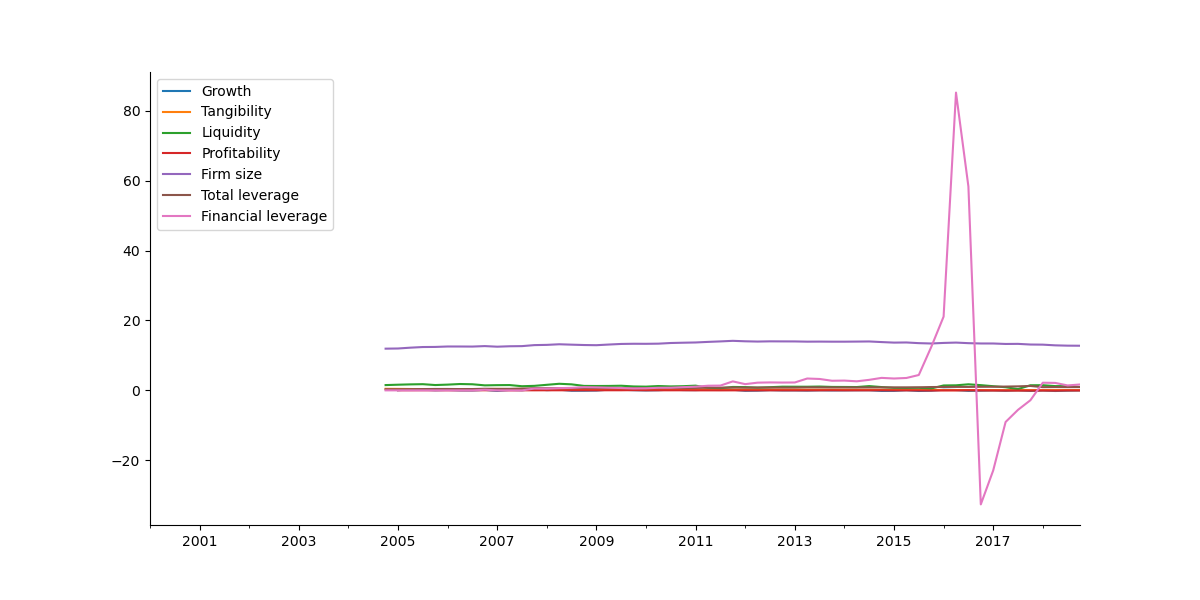 Growth
Tangibility
Liquidity
Profitability
Firm size
Total leverage
Financial leverage
80
60
40
20
0
−20
2001 2003 2005 2007 2009 2011 2013 2015 2017